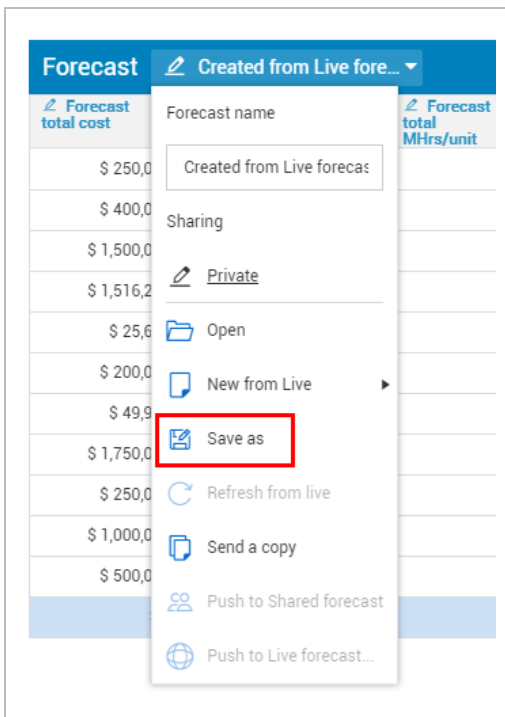 Forecast Created from Live fore...
Forecast
total cost
Forecast
total
MHrs/unit
$ 250,0
$ 400,0
$ 1,500,0
$ 1,516,2
$ 25,6
$ 200,0
$ 49,9
$ 1,750,0
$ 250,0
$ 1,000,0
$ 500,0
Forecast name
Created from Live forecas
Sharing
Private
Open
New from Live
Save as
Refresh from live
Send a copy
Push to Shared forecast
Push to Live forecast...